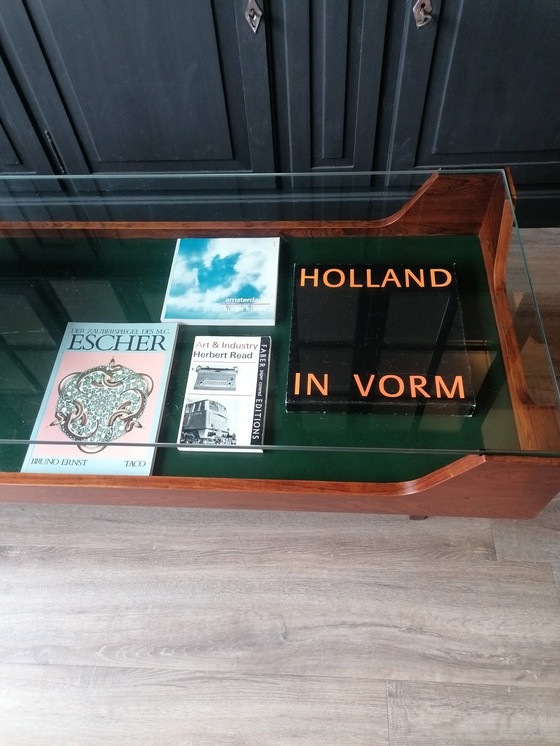 amsterdam
HOLLAND
IN VORM
DER ZAUBERSPIEGEL DES M.C.
ESCHER
BRUNO ERNST TACO
Art & Industry
Herbert Read
FABER
EDITIONS